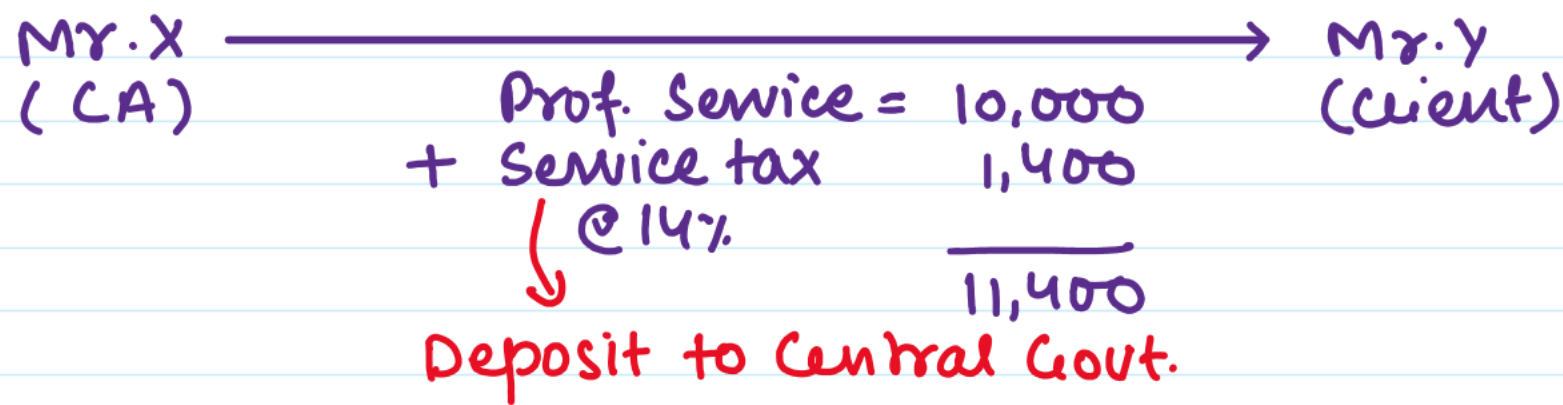 Mr.X → Mr.Y
(CA) Prof. Service = 10,000 (Client)
+ Service tax 1,400
@ 14%
11,400
Deposit to Central Govt.